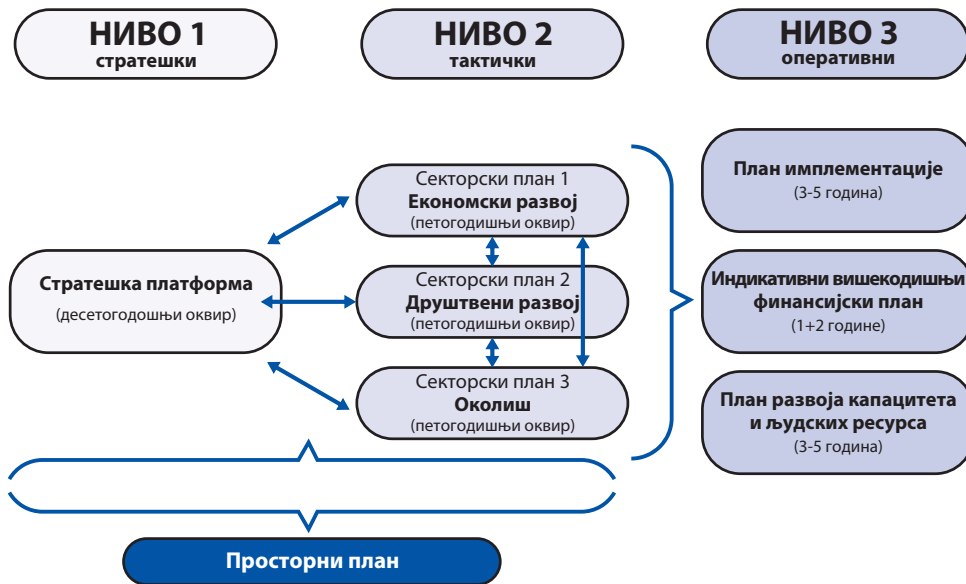 НИВО 1
стратешки
НИВО 2
тактички
НИВО 3
оперативни
Стратешка платформа
(десетогодошњи оквир)
Секторски план 1
Економски развој
(петогодишњи оквир)
Секторски план 2
Друштвени развој
(петогодишњи оквир)
Секторски план 3
Околиш
(петогодишњи оквир)
План имплементације
(3-5 година)
Индикативни вишекодишњи
финансијски план
(1+2 године)
План развоја капацитета
и људских ресурса
(3-5 година)
Просторни план